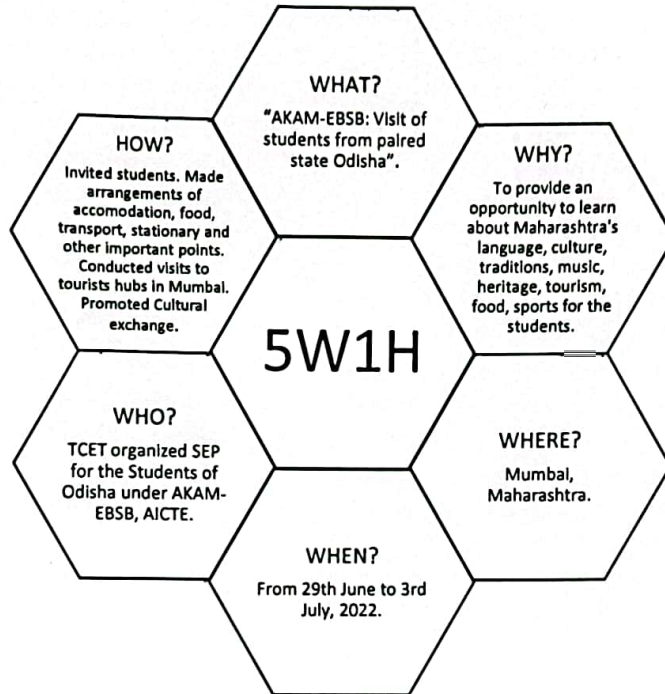 WHAT?
"AKAM-EBSB: Visit of
students from paired
state Odisha".
HOW?
Invited students. Made
arrangements of
accomodation, food,
transport, stationary and
other important points.
Conducted visits to
tourists hubs in Mumbai.
Promoted Cultural
exchange.
WHY?
To provide an
opportunity to learn
about Maharashtra's
language, culture,
traditions, music,
heritage, tourism,
food, sports for the
students.
5W1H
WHO?
TCET organized SEP
for the Students of
Odisha under AKAM-
EBSB, AICTE.
WHERE?
Mumbai,
Maharashtra.
WHEN?
From 29th June to 3rd
July, 2022.